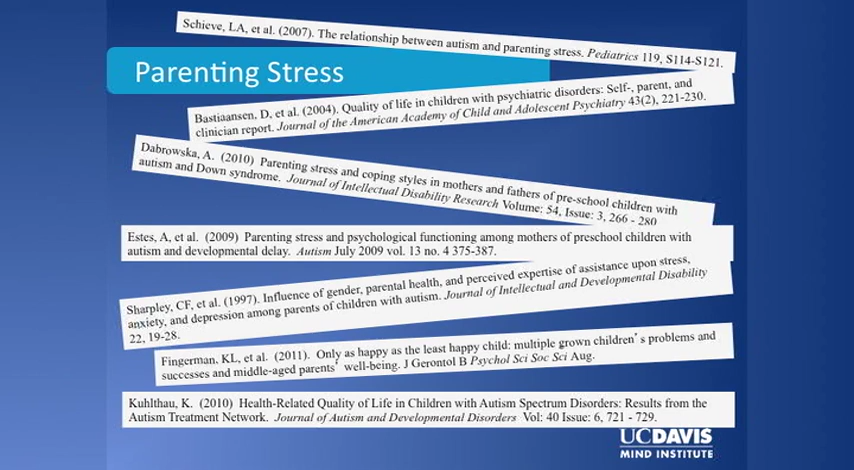 Schieve, LA, et al. (2007). The relationship between autism and parenting stress. Pediatrics 119, S114-S121.
Parenting Stress
Bastiaansen, D, et al. (2004). Quality of life in children with psychiatric disorders: Self-, parent, and
clinician report. Journal of the American Academy of Child and Adolescent Psychiatry 43(2), 221-230.
Dabrowska, A. (2010) Parenting stress and coping styles in mothers and fathers of pre-school children with
autism and Down syndrome. Journal of Intellectual Disability Research Volume: 54, Issue: 3, 266 - 280
Estes, A, et al. (2009) Parenting stress and psychological functioning among mothers of preschool children with
autism and developmental delay. Autism July 2009 vol. 13 no. 4 375-387.
Sharpley, CF, et al. (1997). Influence of gender, parental health, and perceived expertise of assistance upon stress,
anxiety, and depression among parents of children with autism. Journal of Intellectual and Developmental Disability
22, 19-28.
Fingerman, KL, et al. (2011). Only as happy as the least happy child: multiple grown children's problems and
successes and middle-aged parents' well-being. J Gerontol B Psychol Sci Soc Sci Aug.
Kuhlthau, K. (2010) Health-Related Quality of Life in Children with Autism Spectrum Disorders: Results from the
Autism Treatment Network. Journal of Autism and Developmental Disorders Vol: 40 Issue: 6, 721 - 729.
UCDAVIS
MIND INSTITUTE